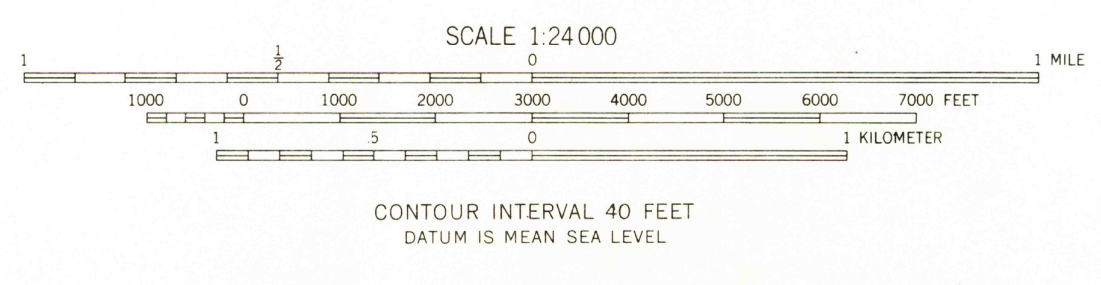 SCALE 1:24 000
1 ½ 0 1 MILE
1000 0 1000 2000 3000 4000 5000 6000 7000 FEET
1 .5 0 1 KILOMETER
CONTOUR INTERVAL 40 FEET
DATUM IS MEAN SEA LEVEL